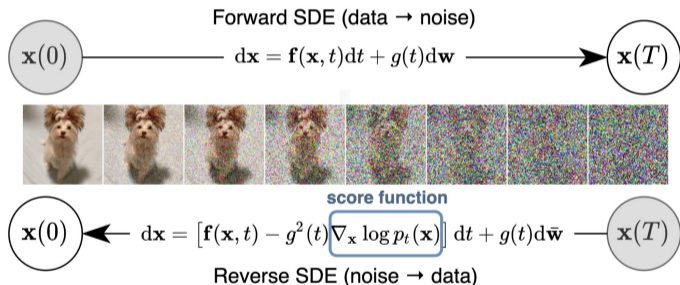 Forward SDE (data → noise)
x(0) dx = f(x, t)dt + g(t)dw x(T)
score function
x(0) dx = [f(x, t) − g²(t)∇ₓ log pₜ(x)] dt + g(t)dw̄ x(T)
Reverse SDE (noise → data)